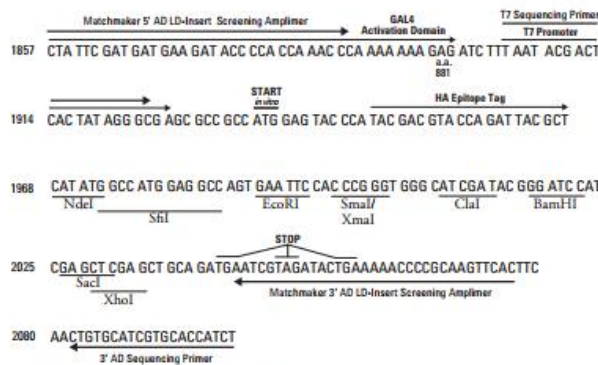 Matchmaker 5' AD LD-Insert Screening Amplimer
GAL4
Activation Domain
T7 Sequencing Primer
T7 Promoter
1857 CTA TTC GAT GAT GAA GAT ACC CCA CCA AAC CCA AAA AAA GAG ATC TTT AAT ACG ACT
a.a.
881
START
in vitro
HA Epitope Tag
1914 CAC TAT AGG GCG AGC GCC GCC ATG GAG TAC CCA TAC GAC GTA CCA GAT TAC GCT
1968 CAT ATG GCC ATG GAG GCC AGT GAA TTC CAC CCG GGT GGG CAT CGA TAC GGG ATC CAT
NdeI
SfiI
EcoRI
SmaI/
XmaI
ClaI
BamHI
STOP
2025 CGA GCT CGA GCT GCA GAT GAATCGTAGATACTGAAAAACCCCGCAAGTTCACTTC
SacI
XhoI
Matchmaker 3' AD LD-Insert Screening Amplimer
2080 AACTGTGCATCGTGCACCATCT
3' AD Sequencing Primer